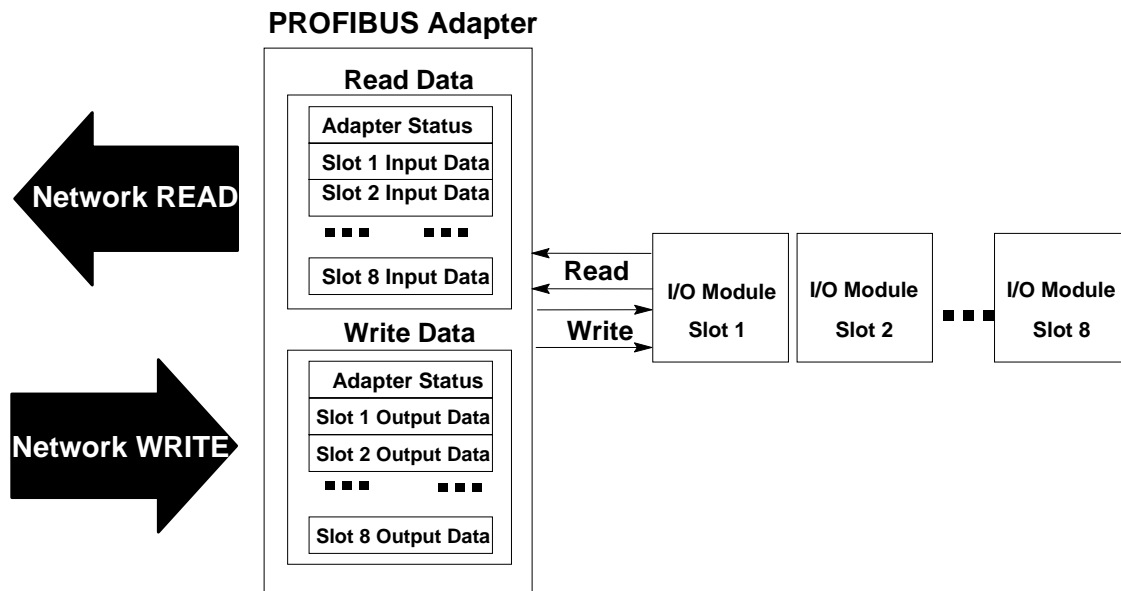 PROFIBUS Adapter
Read Data
Adapter Status
Slot 1 Input Data
Slot 2 Input Data
Slot 8 Input Data
Network READ
Read
Write
I/O Module
Slot 1
I/O Module
Slot 2
I/O Module
Slot 8
Write Data
Adapter Status
Slot 1 Output Data
Slot 2 Output Data
Slot 8 Output Data
Network WRITE